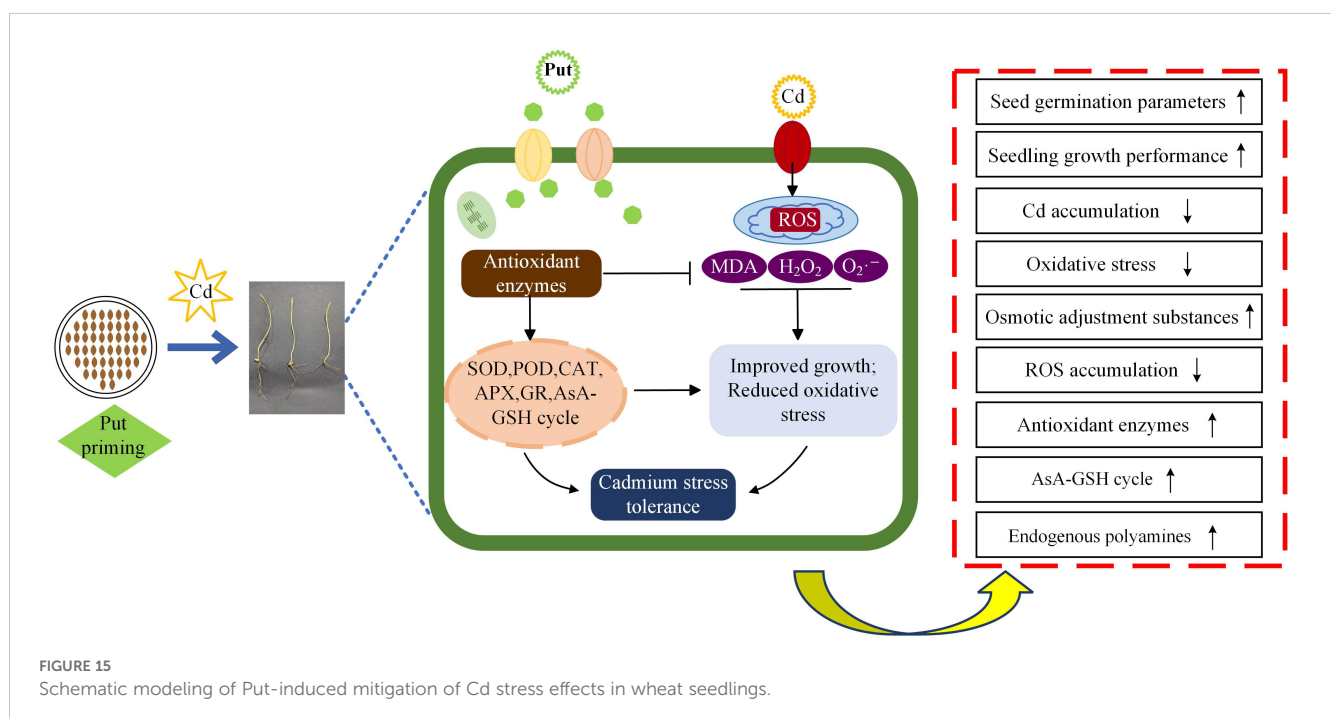 Put
Cd
ROS
MDA
H₂O₂
O₂·⁻
Antioxidant
enzymes
SOD,POD,CAT,
APX,GR,AsA-
GSH cycle
Improved growth;
Reduced oxidative
stress
Cadmium stress
tolerance
Cd
Put
priming
Seed germination parameters ↑
Seedling growth performance ↑
Cd accumulation ↓
Oxidative stress ↓
Osmotic adjustment substances ↑
ROS accumulation ↓
Antioxidant enzymes ↑
AsA-GSH cycle ↑
Endogenous polyamines ↑
FIGURE 15
Schematic modeling of Put-induced mitigation of Cd stress effects in wheat seedlings.